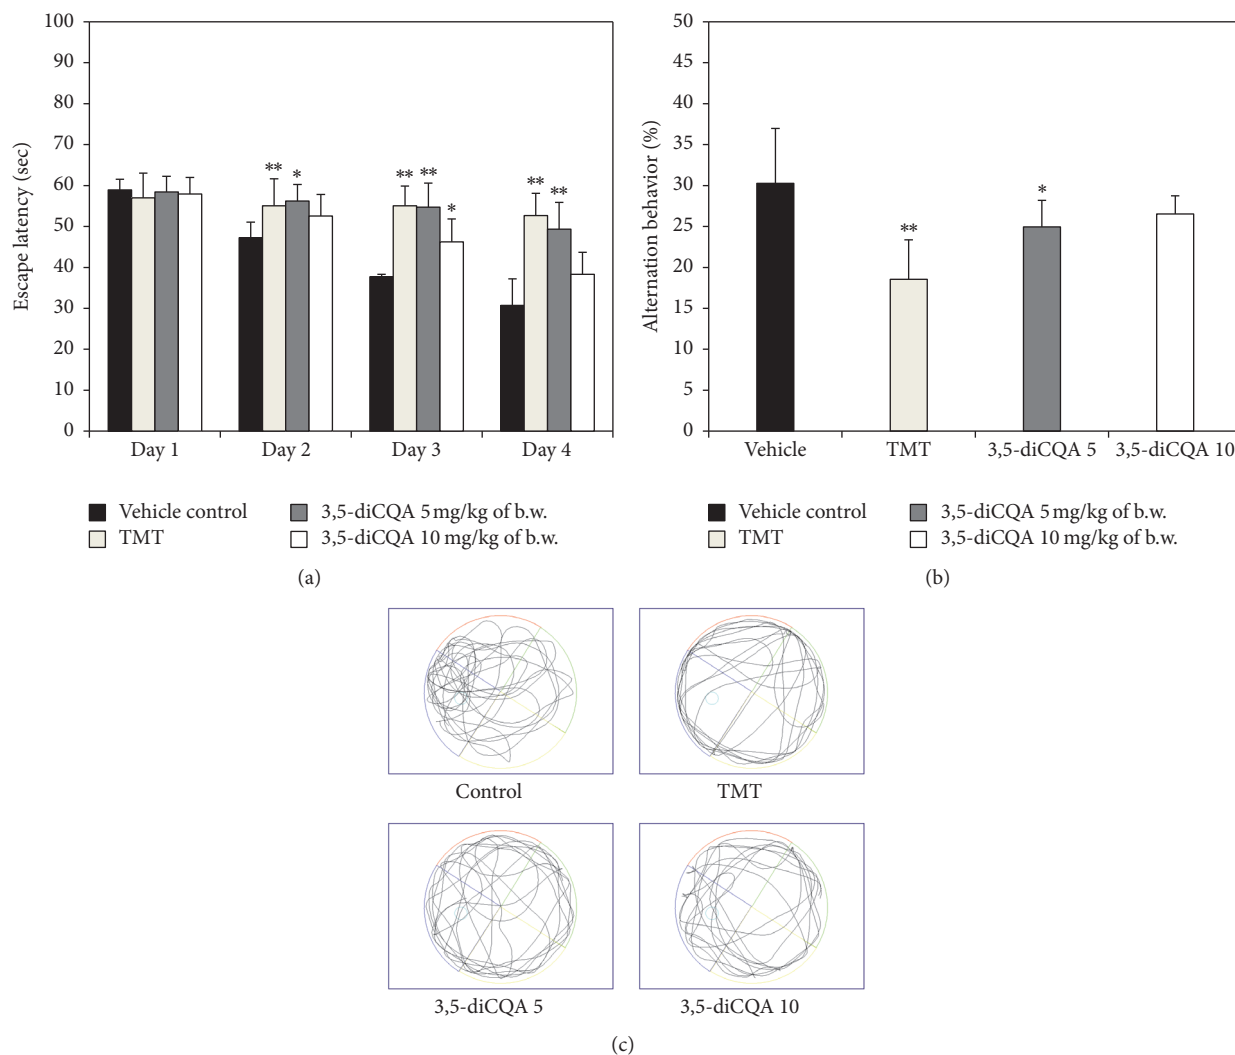 100
90
80
70
60
50
40
30
20
10
0
Escape latency (sec)
** *
** **
*
** **
Day 1 Day 2 Day 3 Day 4
Vehicle control
TMT
3,5-diCQA 5 mg/kg of b.w.
3,5-diCQA 10 mg/kg of b.w.
(a)
50
45
40
35
30
25
20
15
10
5
0
Alternation behavior (%)
**
*
Vehicle TMT 3,5-diCQA 5 3,5-diCQA 10
Vehicle control
TMT
3,5-diCQA 5 mg/kg of b.w.
3,5-diCQA 10 mg/kg of b.w.
(b)
Control
TMT
3,5-diCQA 5
3,5-diCQA 10
(c)